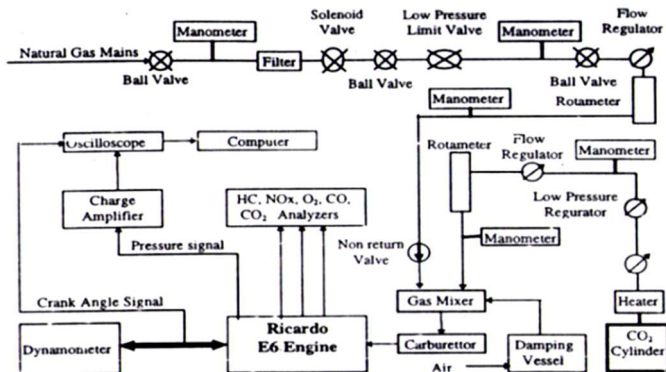 Solenoid
Valve
Low Pressure
Limit Valve
Flow
Regulator
Manometer
Manometer
Natural Gas Mains
Filter
Ball Valve
Ball Valve
Ball Valve
Rotameter
Manometer
Oscilloscope
Computer
Rotameter
Flow
Regulator
Manometer
Charge
Amplifier
HC, NOx, O₂, CO,
CO₂ Analyzers
Low Pressure
Regurator
Pressure signal
Non return
Valve
Manometer
Crank Angle Signal
Gas Mixer
Heater
Dynamometer
Ricardo
E6 Engine
Carburettor
Air
Damping
Vessel
CO₂
Cylinder